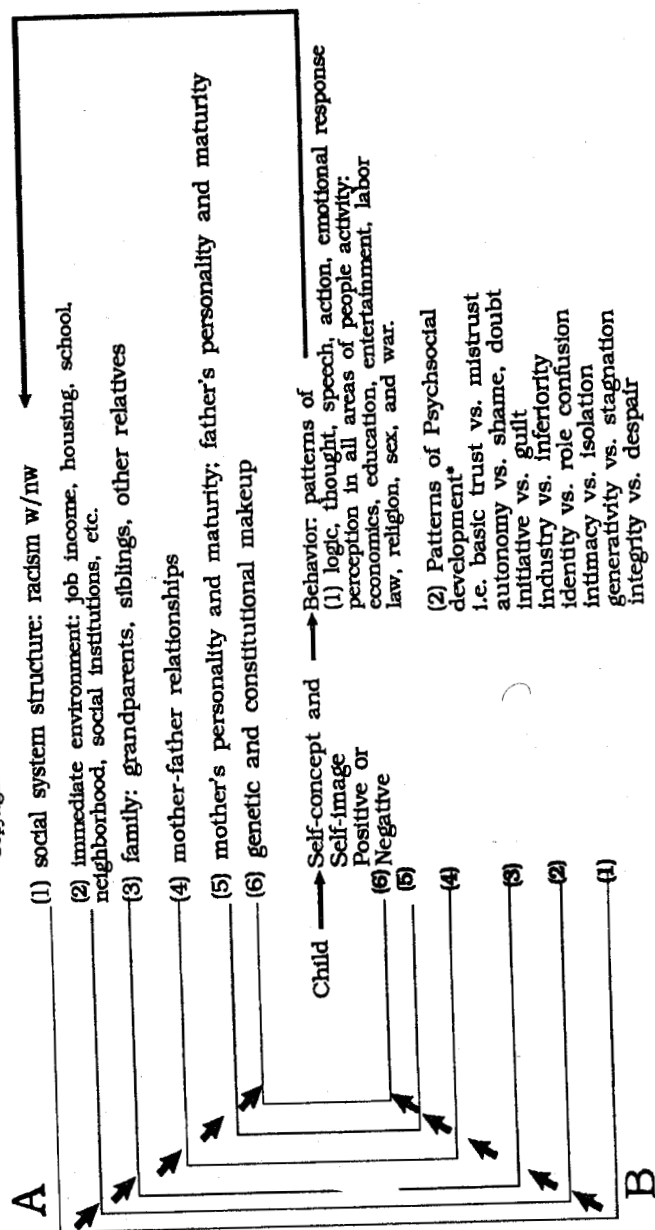 A
(1) social system structure: racism w/nw
(2) immediate environment: job income, housing, school,
neighborhood, social institutions, etc.
(3) family: grandparents, siblings, other relatives
(4) mother-father relationships
(5) mother's personality and maturity; father's personality and maturity
(6) genetic and constitutional makeup
Child
Self-concept and
Self-image
Positive or
Negative
Behavior: patterns of
(1) logic, thought, speech, action, emotional response
perception in all areas of people activity:
economics, education, entertainment, labor
law, religion, sex, and war.
(2) Patterns of Psychsocial
development*
i.e. basic trust vs. mistrust
autonomy vs. shame, doubt
initiative vs. guilt
industry vs. inferiority
identity vs. role confusion
intimacy vs. isolation
generativity vs. stagnation
integrity vs. despair
(6)
(5)
(4)
(3)
(2)
(1)
B